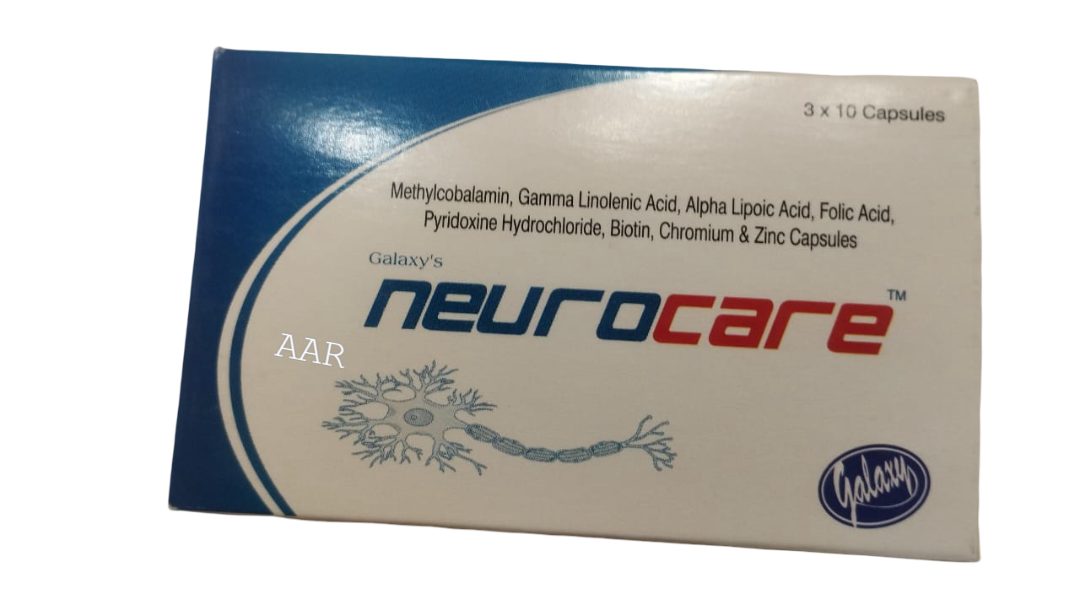 3 x 10 Capsules
Methylcobalamin, Gamma Linolenic Acid, Alpha Lipoic Acid, Folic Acid,
Pyridoxine Hydrochloride, Biotin, Chromium & Zinc Capsules
Galaxy's
neurocare™
AAR
Galaxy